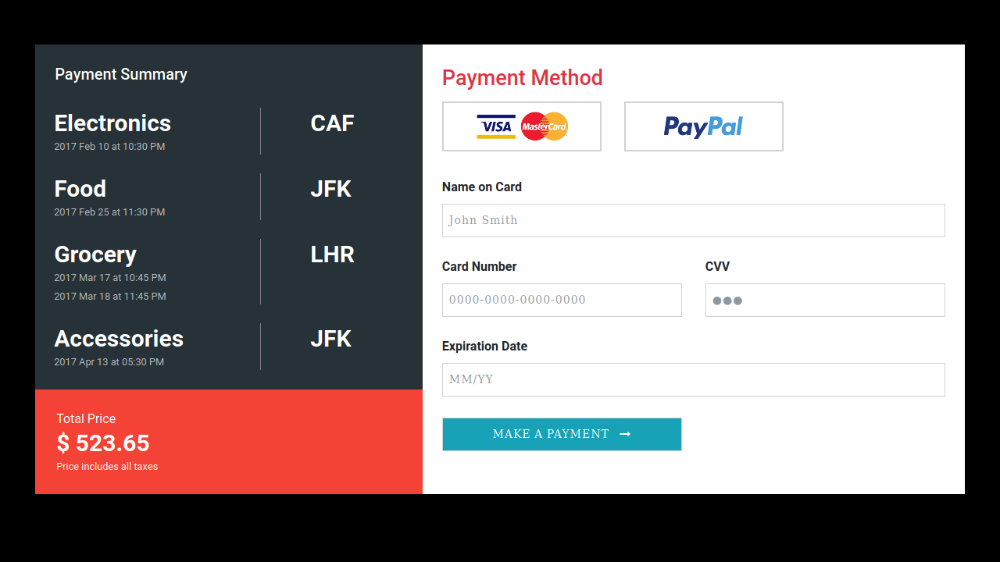 Payment Summary
Electronics
CAF
2017 Feb 10 at 10:30 PM
Food
JFK
2017 Feb 25 at 11:30 PM
Grocery
LHR
2017 Mar 17 at 10:45 PM
2017 Mar 18 at 11:45 PM
Accessories
JFK
2017 Apr 13 at 05:30 PM
Total Price
$ 523.65
Price includes all taxes
Payment Method
VISA MasterCard PayPal
Name on Card
John Smith
Card Number CVV
0000-0000-0000-0000 ●●●
Expiration Date
MM/YY
MAKE A PAYMENT →